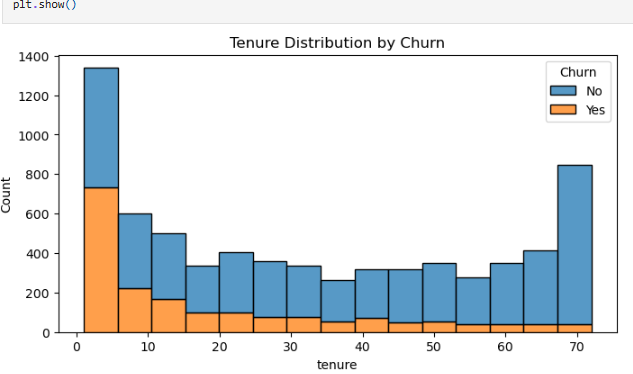 plt.show()
Tenure Distribution by Churn
1400
1200
1000
800
600
400
200
0
Count
Churn
No
Yes
0 10 20 30 40 50 60 70
tenure